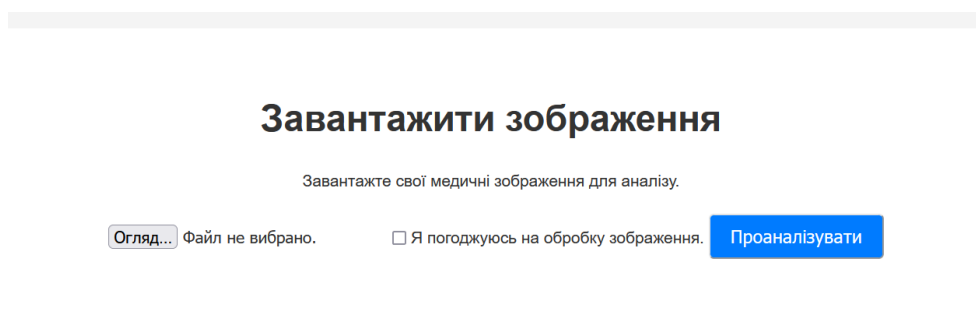 Завантажити зображення
Завантажте свої медичні зображення для аналізу.
Огляд... Файл не вибрано. Я погоджуюсь на обробку зображення. Проаналізувати